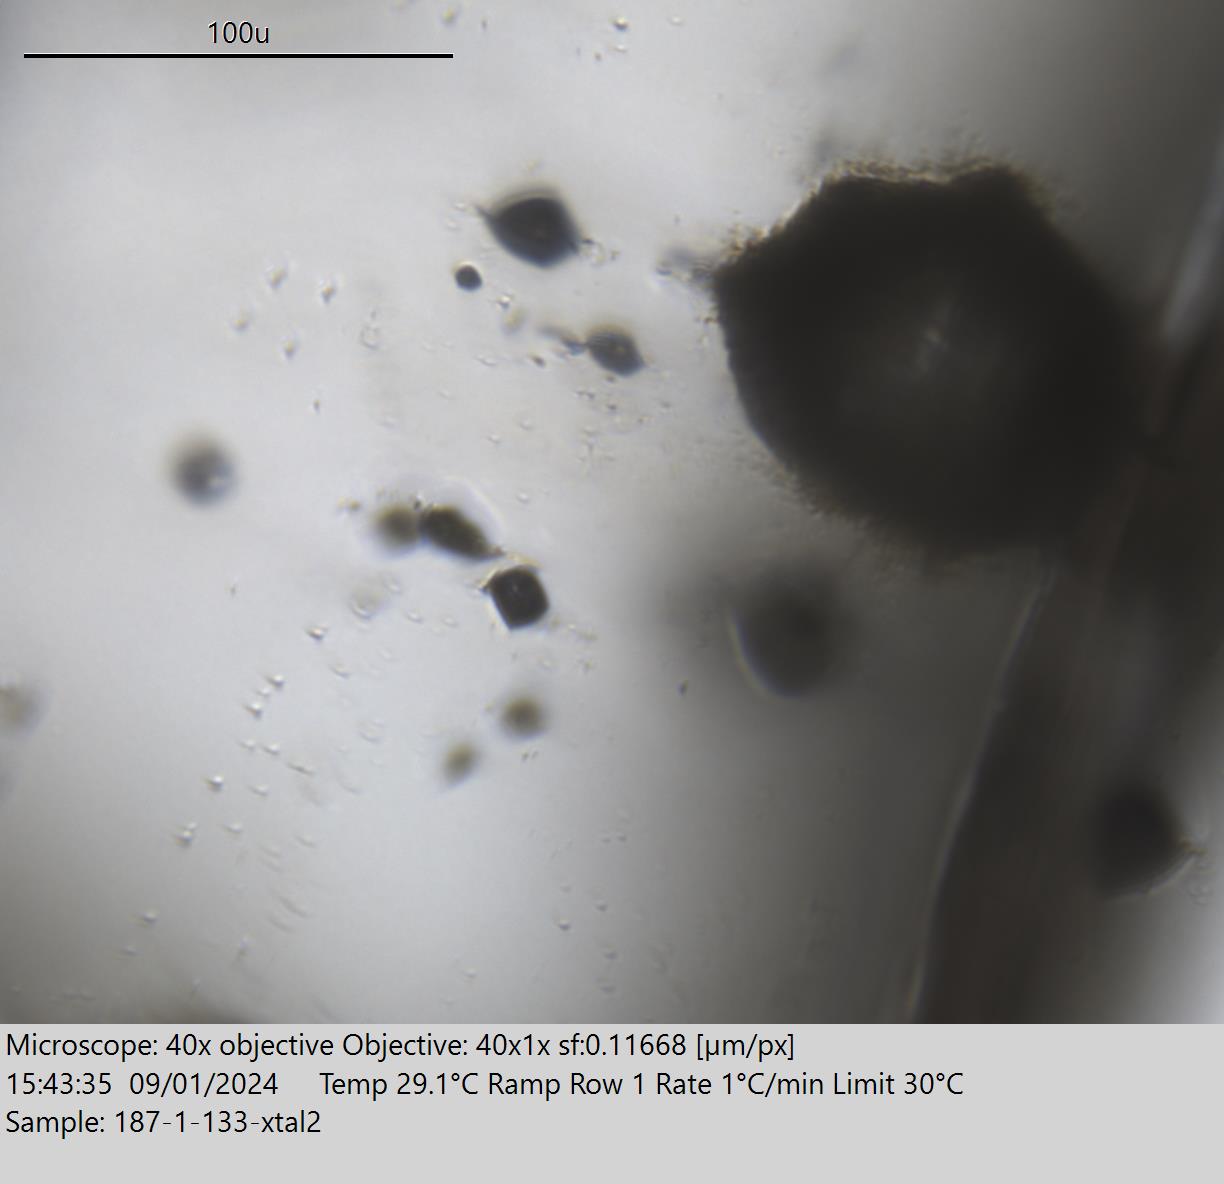 100u
Microscope: 40x objective Objective: 40x1x sf:0.11668 [µm/px]
15:43:35 09/01/2024 Temp 29.1°C Ramp Row 1 Rate 1°C/min Limit 30°C
Sample: 187-1-133-xtal2